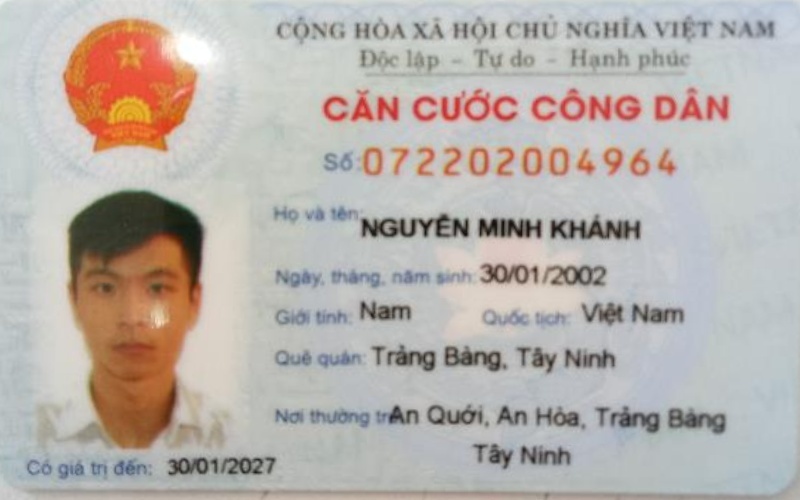 CỘNG HÒA XÃ HỘI CHỦ NGHĨA VIỆT NAM
Độc lập - Tự do - Hạnh phúc
CĂN CƯỚC CÔNG DÂN
Số: 072202004964
Họ và tên: NGUYỄN MINH KHÁNH
Ngày, tháng, năm sinh: 30/01/2002
Giới tính: Nam Quốc tịch: Việt Nam
Quê quán: Trảng Bàng, Tây Ninh
Nơi thường trú: An Quới, An Hòa, Trảng Bàng
Tây Ninh
Có giá trị đến: 30/01/2027